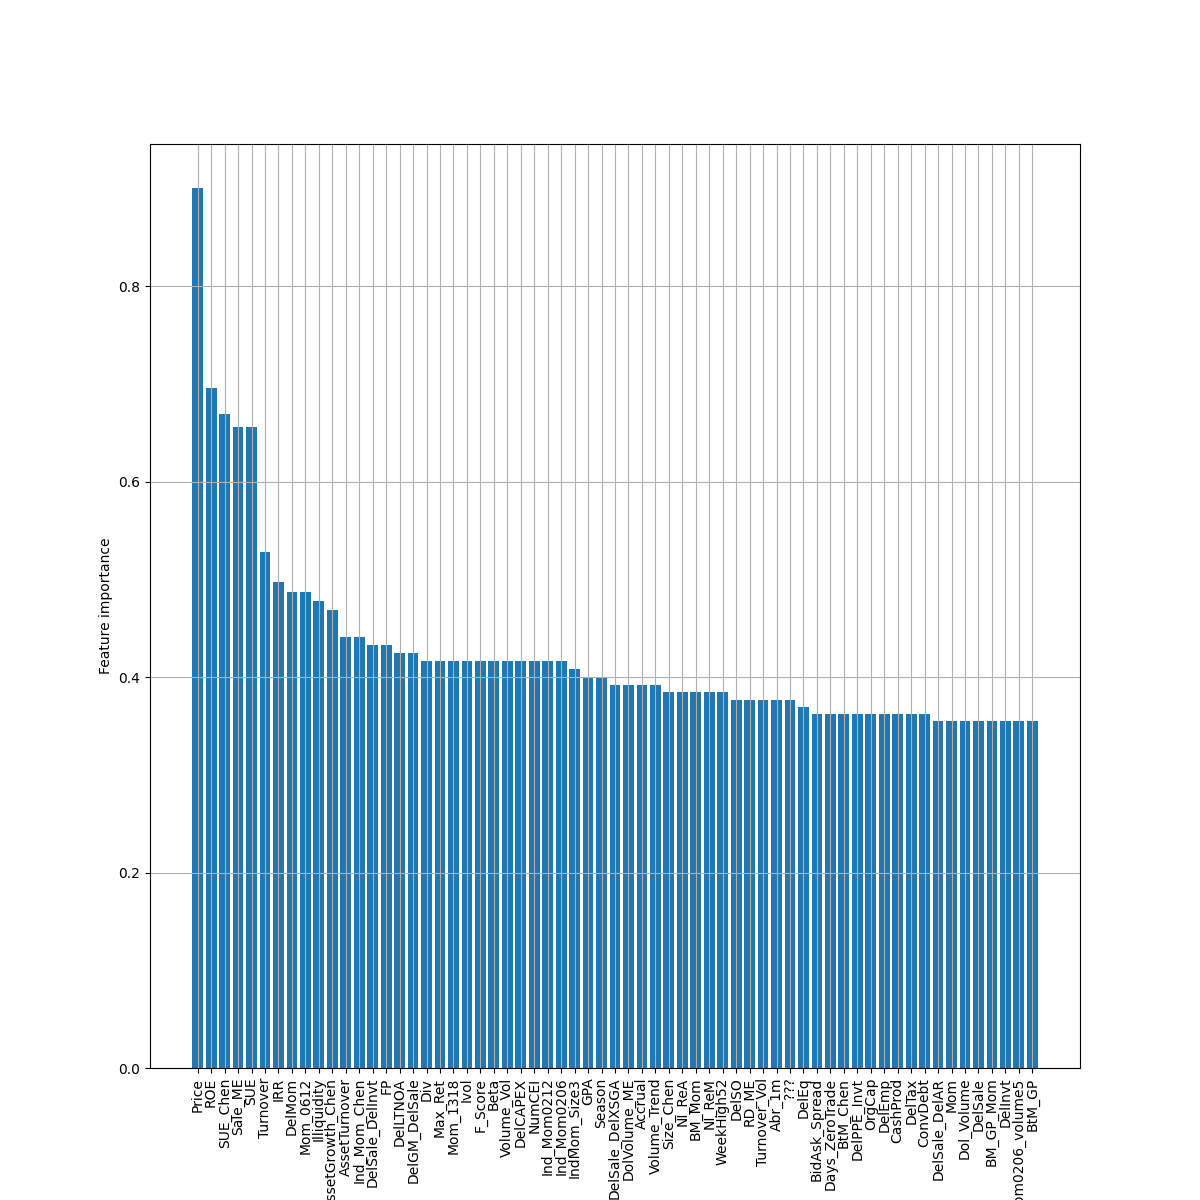 Feature importance
0.8
0.6
0.4
0.2
0.0
Price
ROE
SUE_Chen
Sale_ME
SUE
Turnover
IRR
DelMom
Mom_0612
Illiquidity
ssetGrowth_Chen
AssetTurnover
Ind_Mom_Chen
DelSale_DelInvt
FP
DelLTNOA
DelGM_DelSale
Div
Max_Ret
Mom_1318
Ivol
F_Score
Beta
Volume_Vol
DelCAPEX
NumCEI
Ind_Mom0212
Ind_Mom0206
IndMom_Size3
GPA
Season
DelSale_DelXSGA
DolVolume_ME
Accrual
Volume_Trend
Size_Chen
NI_ReA
BM_Mom
NI_ReM
WeekHigh52
DelSO
RD_ME
Turnover_Vol
Abr_1m
???
DelEq
BidAsk_Spread
Days_ZeroTrade
BtM_Chen
DelPPE_Invt
OrgCap
DelEmp
CashProd
DelTax
ConvDebt
DelSale_DelAR
Mom
Dol_Volume
DelSale
BM_GP_Mom
DelInvt
om0206_volume5
BtM_GP